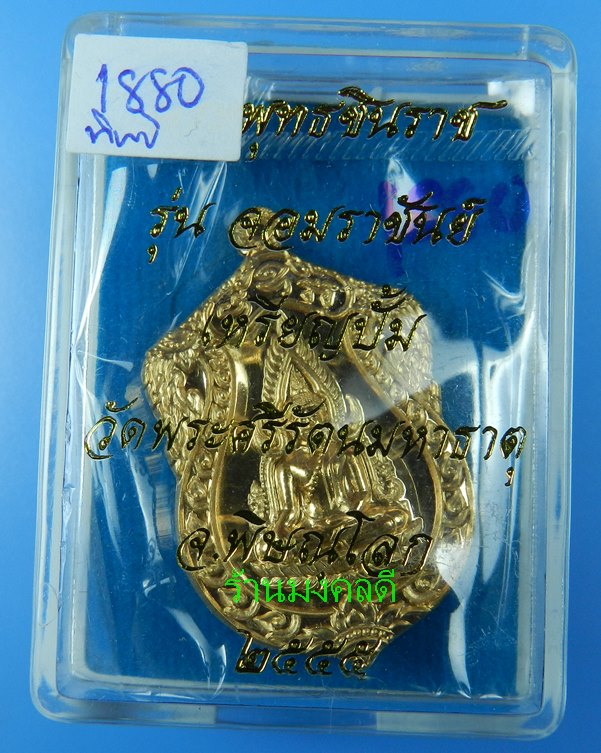 1880
พุทธชินราช
รุ่น จอมราชันย์
เหรียญปั้ม
วัดพระศรีรัตนมหาธาตุ
จ.พิษณุโลก
ร้านมงคลดี
๒๕๕๕